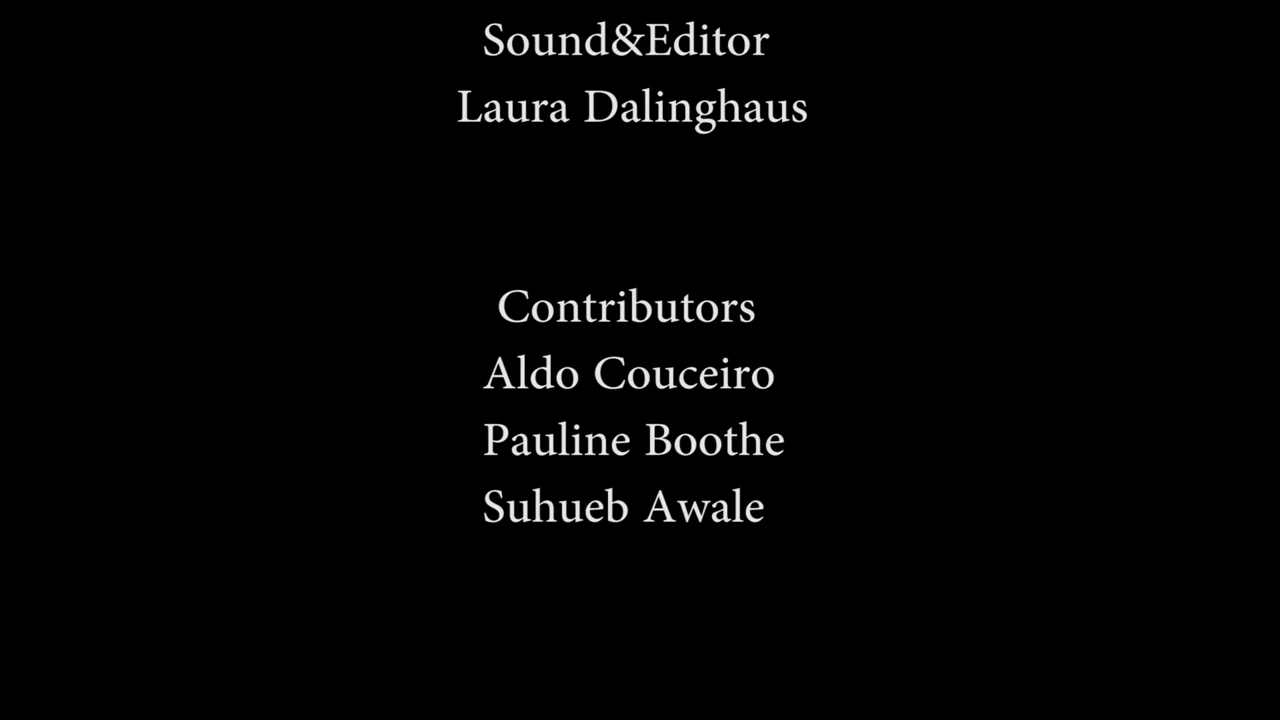 Sound&Editor
Laura Dalinghaus
Contributors
Aldo Couceiro
Pauline Boothe
Suhueb Awale